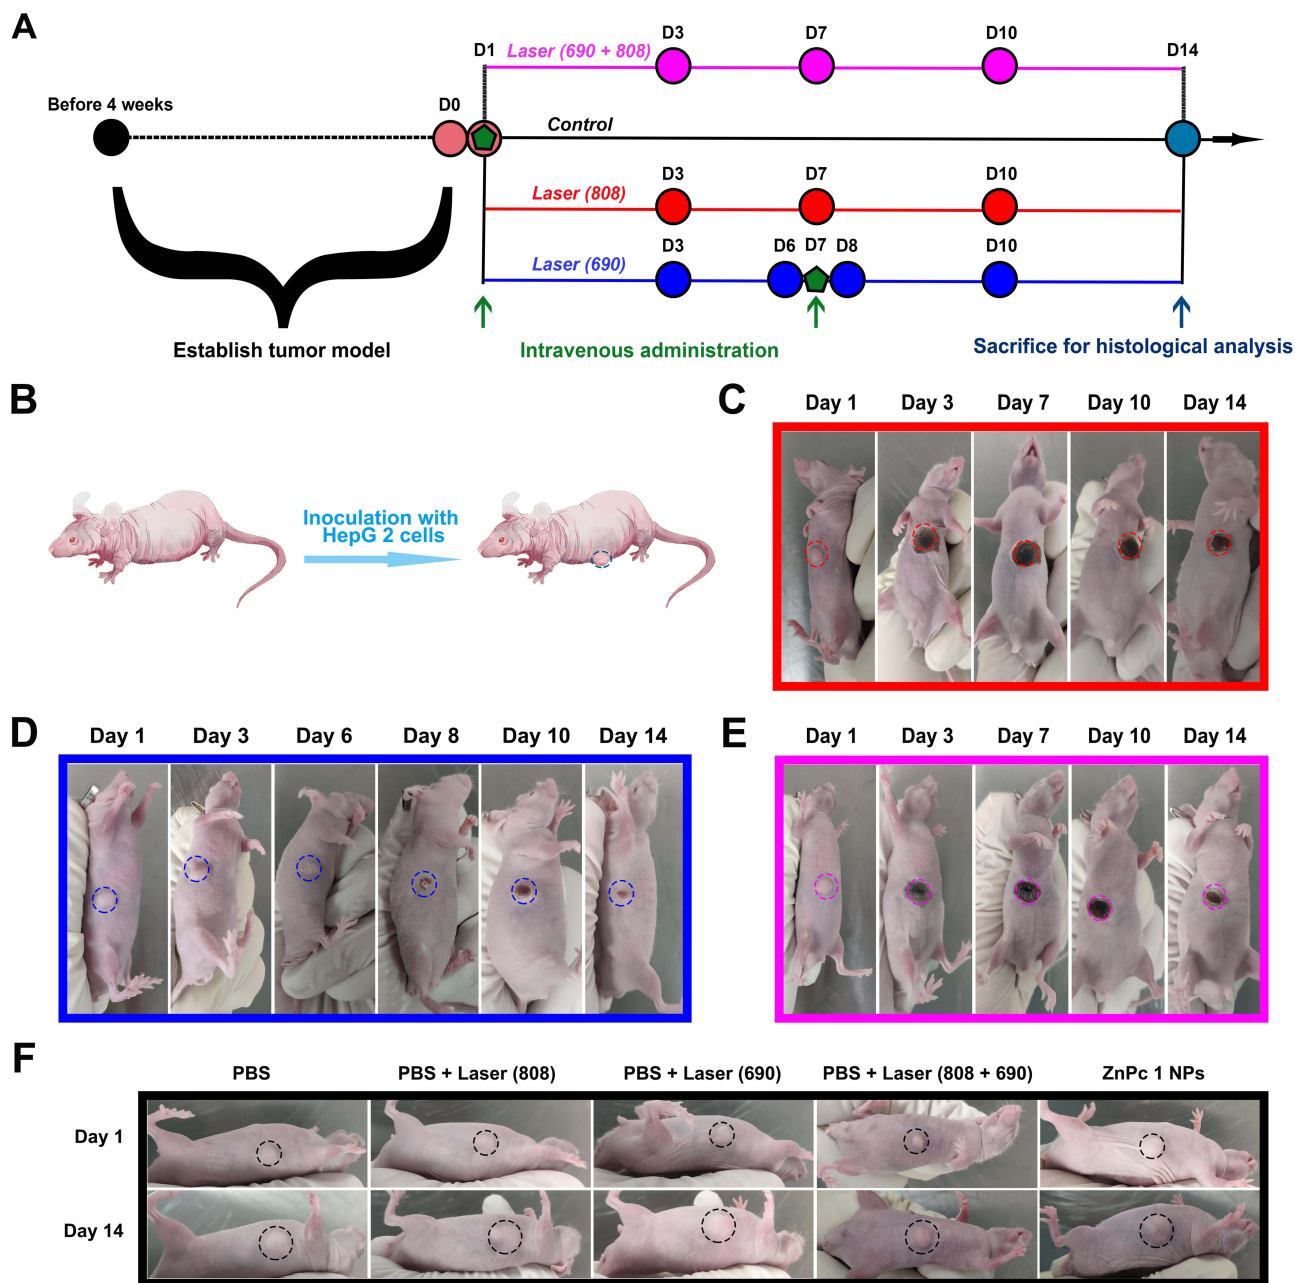 A
D1
Laser (690 + 808)
D3
D7
D10
D14
Before 4 weeks
D0
Control
Laser (808)
D3
D7
D10
Laser (690)
D3
D6
D7
D8
D10
Establish tumor model
Intravenous administration
Sacrifice for histological analysis
B
Inoculation with
HepG 2 cells
C
Day 1
Day 3
Day 7
Day 10
Day 14
D
Day 1
Day 3
Day 6
Day 8
Day 10
Day 14
E
Day 1
Day 3
Day 7
Day 10
Day 14
F
PBS
PBS + Laser (808)
PBS + Laser (690)
PBS + Laser (808 + 690)
ZnPc 1 NPs
Day 1
Day 14